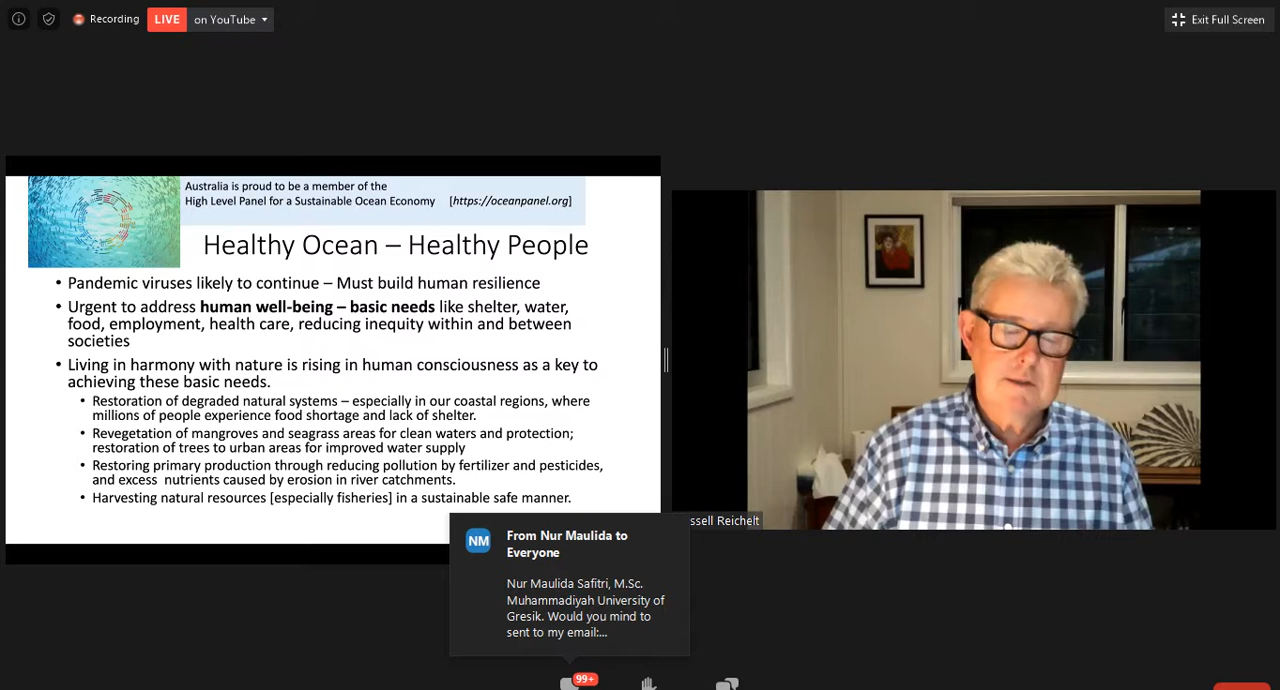 Recording
LIVE
on YouTube
Exit Full Screen
Australia is proud to be a member of the
High Level Panel for a Sustainable Ocean Economy [https://oceanpanel.org]
Healthy Ocean – Healthy People
• Pandemic viruses likely to continue – Must build human resilience
• Urgent to address human well-being – basic needs like shelter, water,
food, employment, health care, reducing inequity within and between
societies
• Living in harmony with nature is rising in human consciousness as a key to
achieving these basic needs.
• Restoration of degraded natural systems – especially in our coastal regions, where
millions of people experience food shortage and lack of shelter.
• Revegetation of mangroves and seagrass areas for clean waters and protection;
restoration of trees to urban areas for improved water supply
• Restoring primary production through reducing pollution by fertilizer and pesticides,
and excess nutrients caused by erosion in river catchments.
• Harvesting natural resources [especially fisheries] in a sustainable safe manner.
ssell Reichelt
NM
From Nur Maulida to
Everyone
Nur Maulida Safitri, M.Sc.
Muhammadiyah University of
Gresik. Would you mind to
sent to my email:...
99+